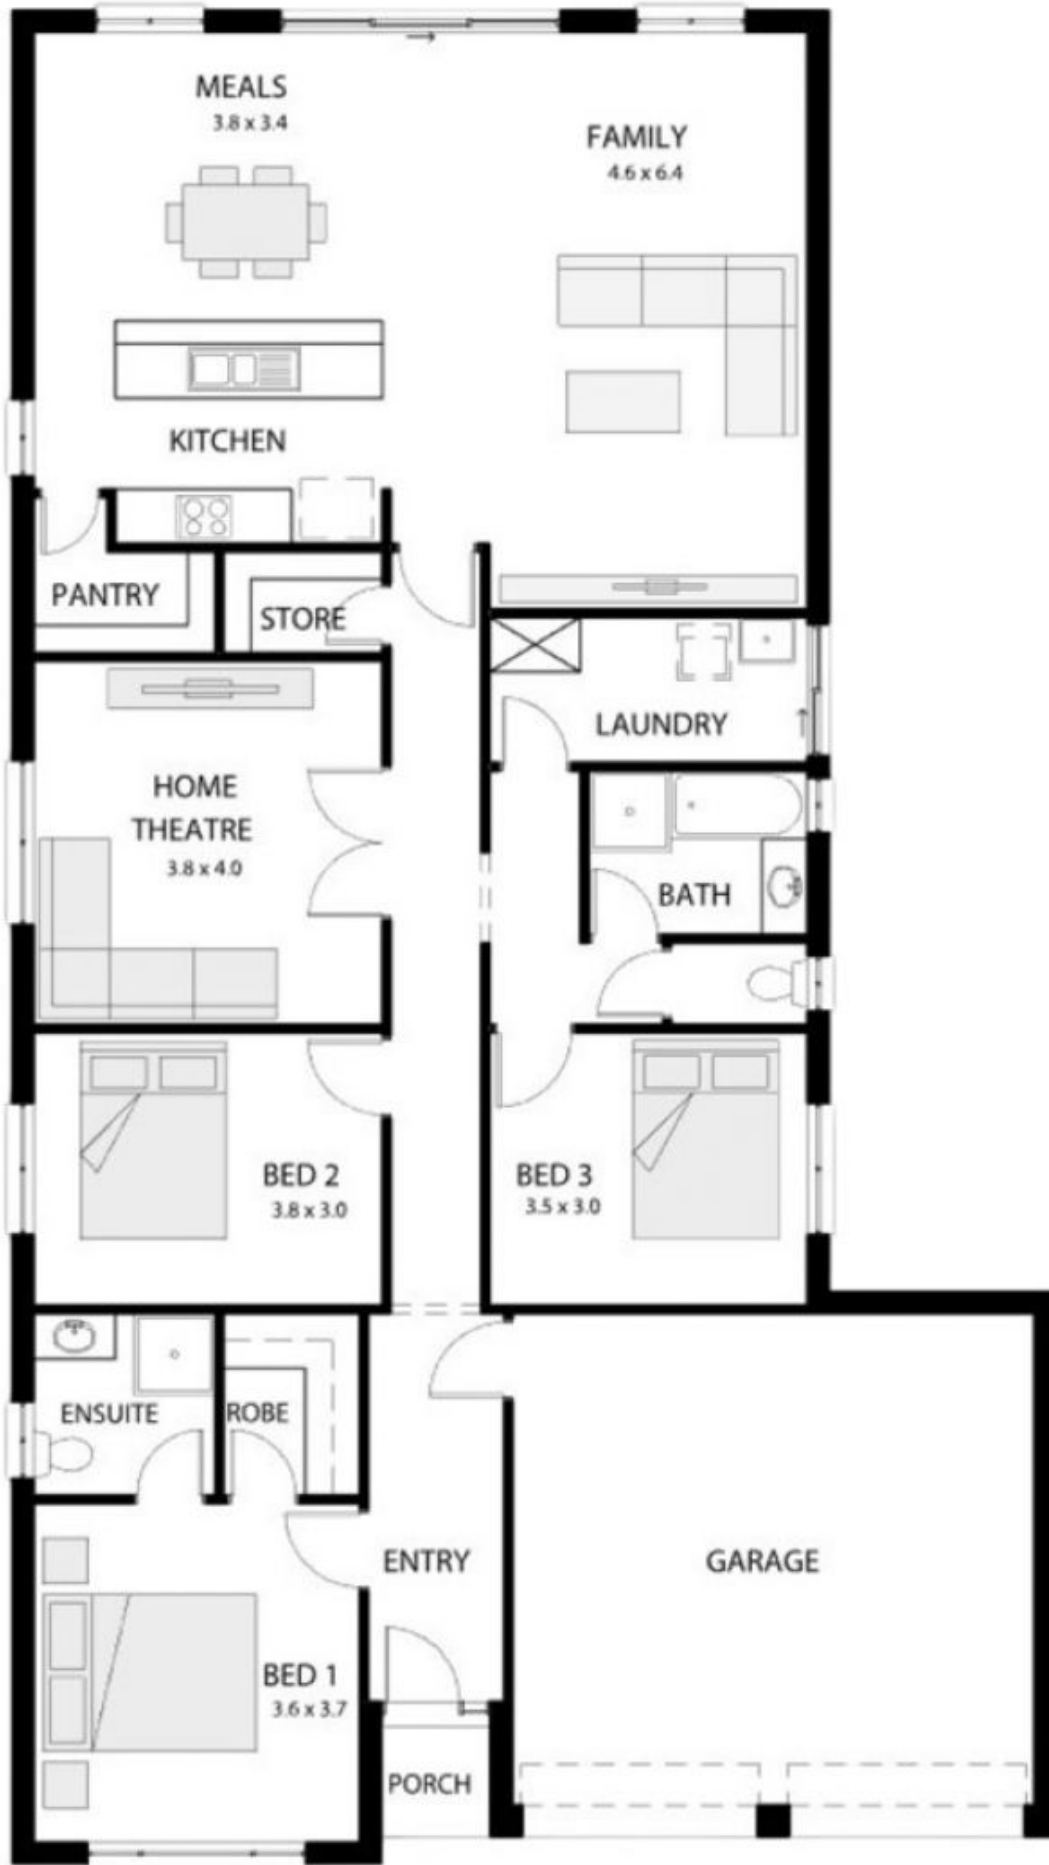 MEALS
3.8 x 3.4
FAMILY
4.6 x 6.4
KITCHEN
PANTRY
STORE
LAUNDRY
HOME
THEATRE
3.8 x 4.0
BATH
BED 2
3.8 x 3.0
BED 3
3.5 x 3.0
ENSUITE
ROBE
ENTRY
GARAGE
BED 1
3.6 x 3.7
PORCH